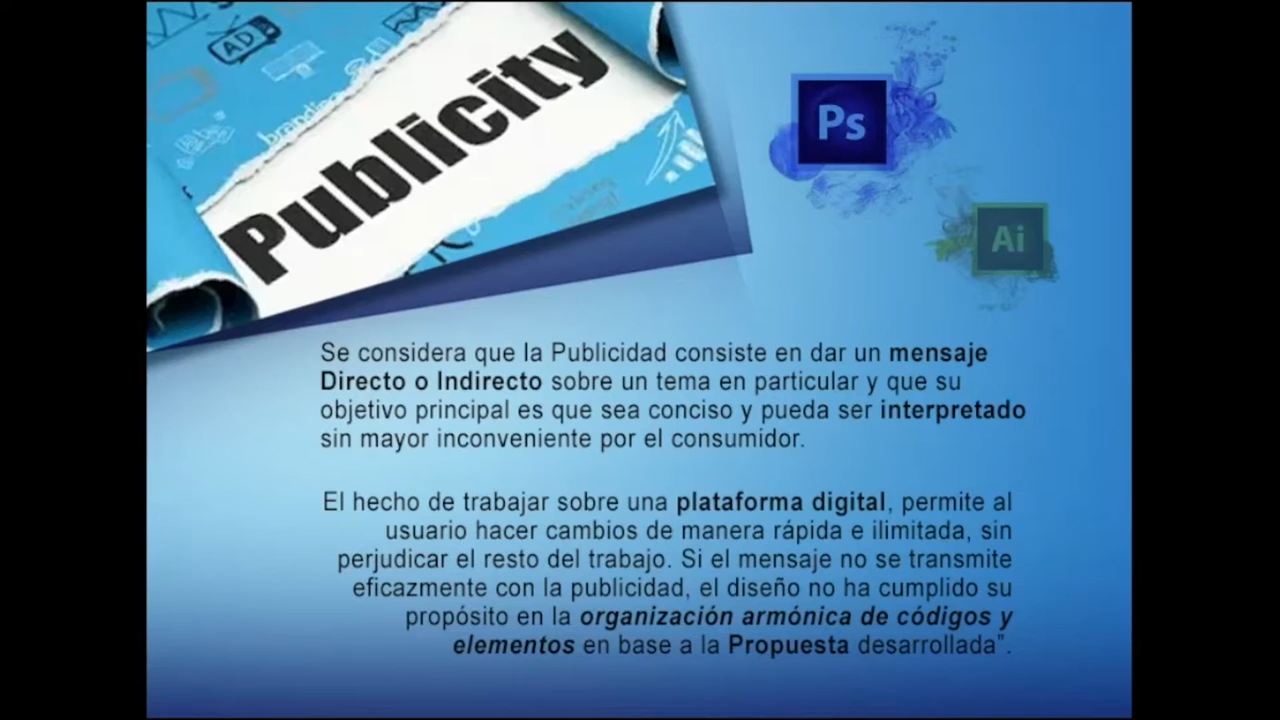 AD
branding
Publicity
Ps
Ai
Se considera que la Publicidad consiste en dar un mensaje
Directo o Indirecto sobre un tema en particular y que su
objetivo principal es que sea conciso y pueda ser interpretado
sin mayor inconveniente por el consumidor.
El hecho de trabajar sobre una plataforma digital, permite al
usuario hacer cambios de manera rápida e ilimitada, sin
perjudicar el resto del trabajo. Si el mensaje no se transmite
eficazmente con la publicidad, el diseño no ha cumplido su
propósito en la organización armónica de códigos y
elementos en base a la Propuesta desarrollada”.